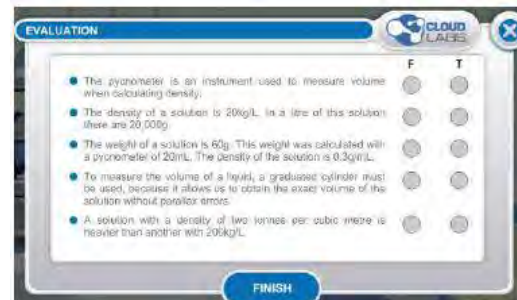 EVALUATION
CLOUD
LABS
F T
The pycnometer is an instrument used to measure volume
when calculating density.
The density of a solution is 20kg/L. In a litre of this solution
there are 20,000g.
The weight of a solution is 60g. This weight was calculated with
a pycnometer of 20mL. The density of the solution is 0.3g/mL.
To measure the volume of a liquid, a graduated cylinder must
be used, because it allows us to obtain the exact volume of the
solution without parallax errors.
A solution with a density of two tonnes per cubic metre is
heavier than another with 200kg/L.
FINISH